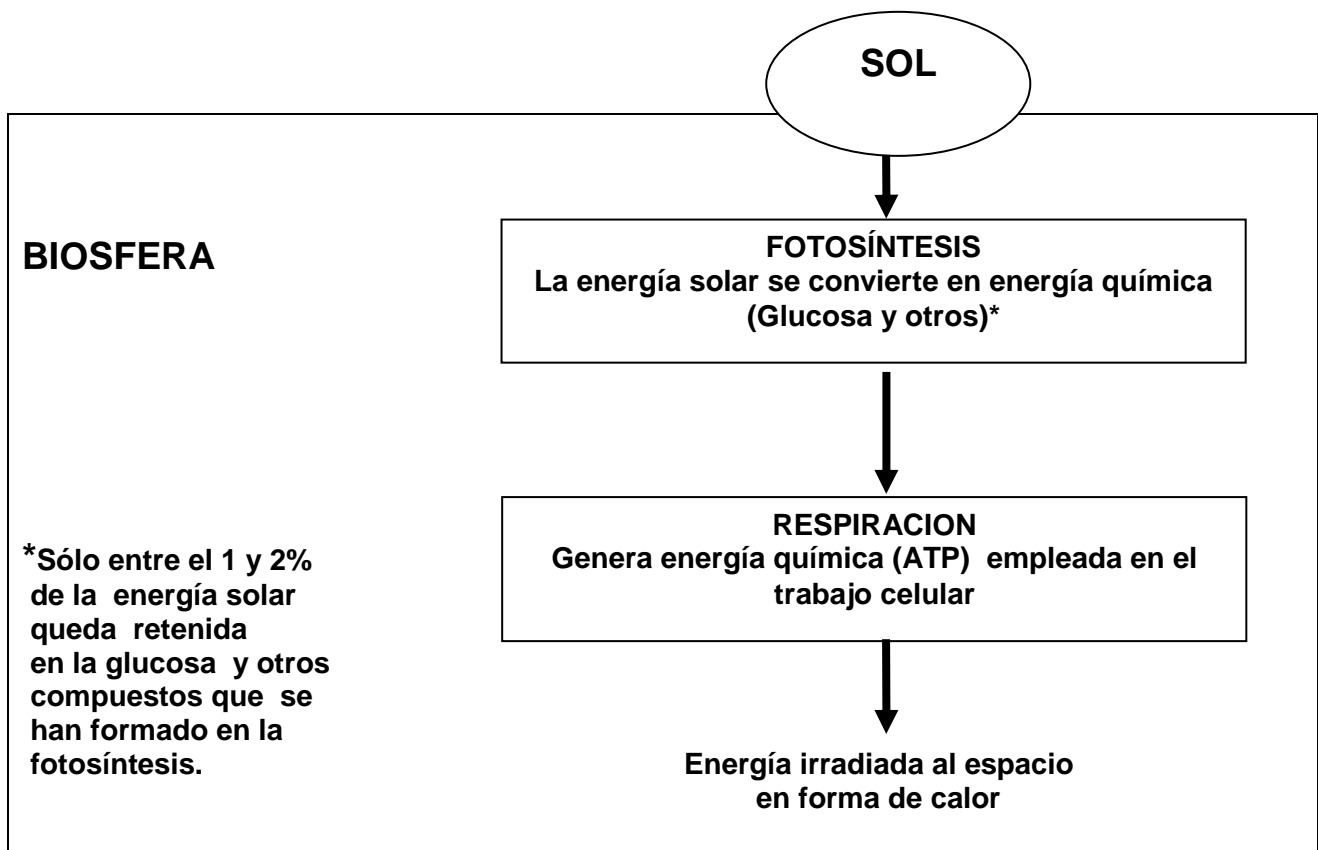 SOL
BIOSFERA
FOTOSÍNTESIS
La energía solar se convierte en energía química
(Glucosa y otros)*
RESPIRACION
Genera energía química (ATP) empleada en el
trabajo celular
*Sólo entre el 1 y 2%
de la energía solar
queda retenida
en la glucosa y otros
compuestos que se
han formado en la
fotosíntesis.
Energía irradiada al espacio
en forma de calor